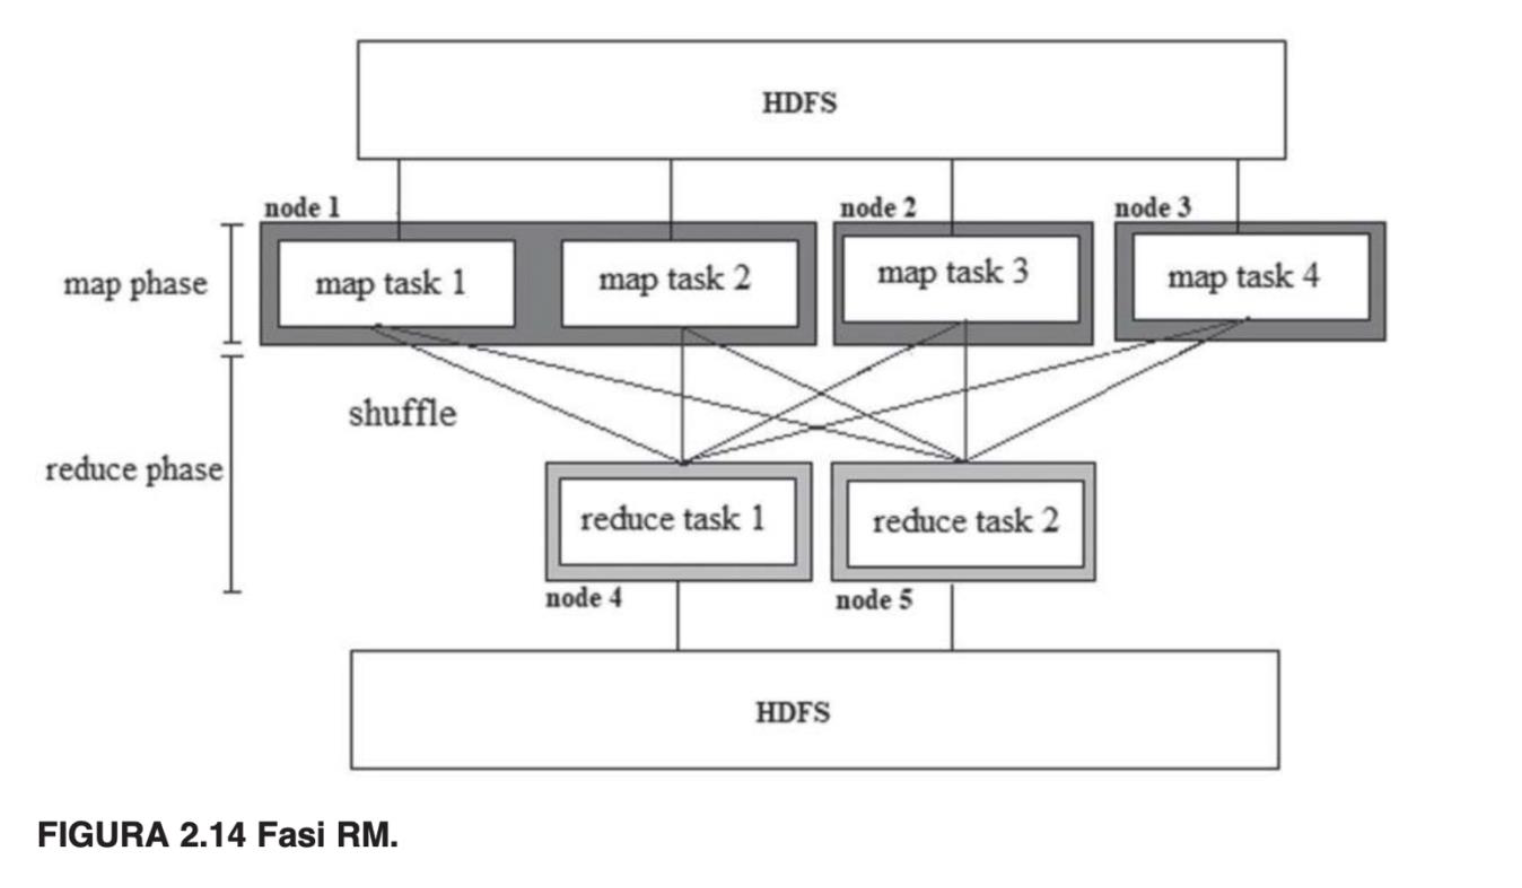 HDFS
node 1
node 2
node 3
map phase
map task 1
map task 2
map task 3
map task 4
shuffle
reduce phase
reduce task 1
reduce task 2
node 4
node 5
HDFS
FIGURA 2.14 Fasi RM.